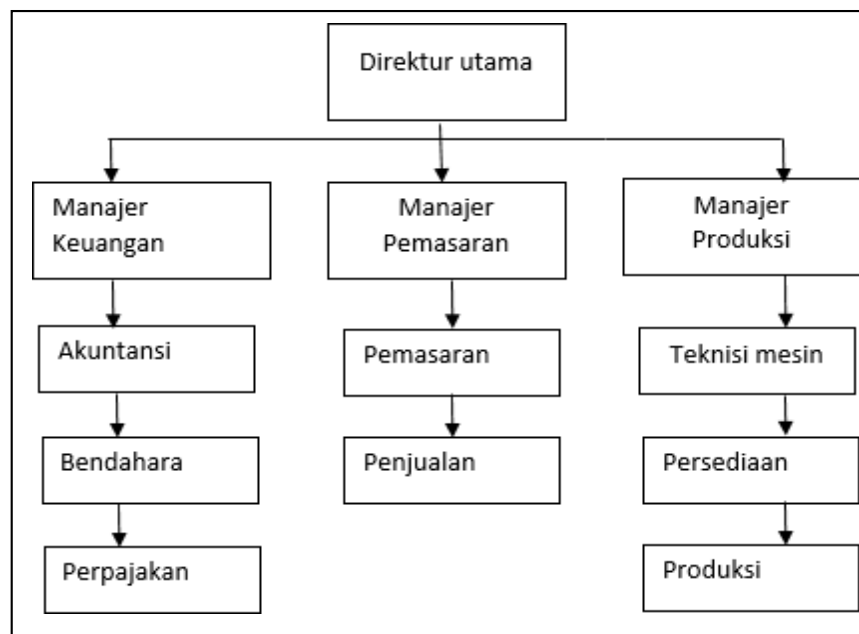 Direktur utama
Manajer
Keuangan
Manajer
Pemasaran
Manajer
Produksi
Akuntansi
Pemasaran
Teknisi mesin
Bendahara
Penjualan
Persediaan
Perpajakan
Produksi